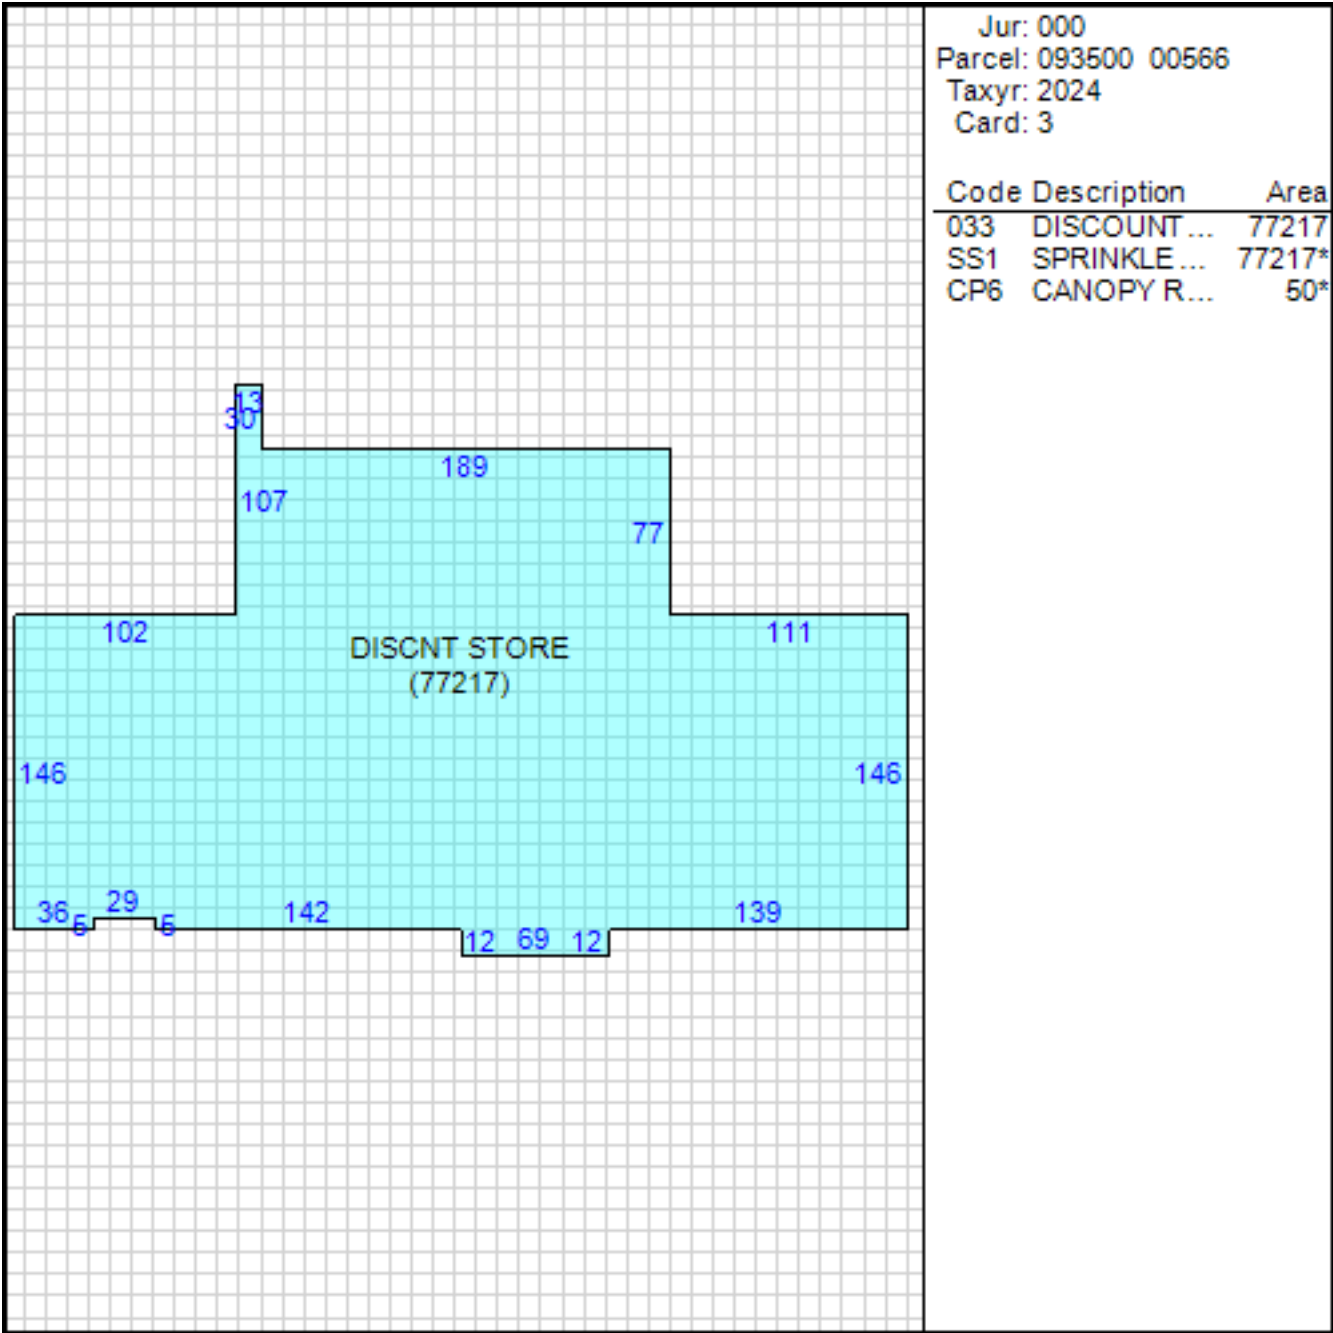 Jur: 000
Parcel: 093500 00566
Taxyr: 2024
Card: 3
Code Description Area
033 DISCOUNT... 77217
SS1 SPRINKLE... 77217*
CP6 CANOPY R... 50*
13
30
189
107
77
102
111
DISCNT STORE
(77217)
146
146
29
36
5
5
142
139
12
69
12